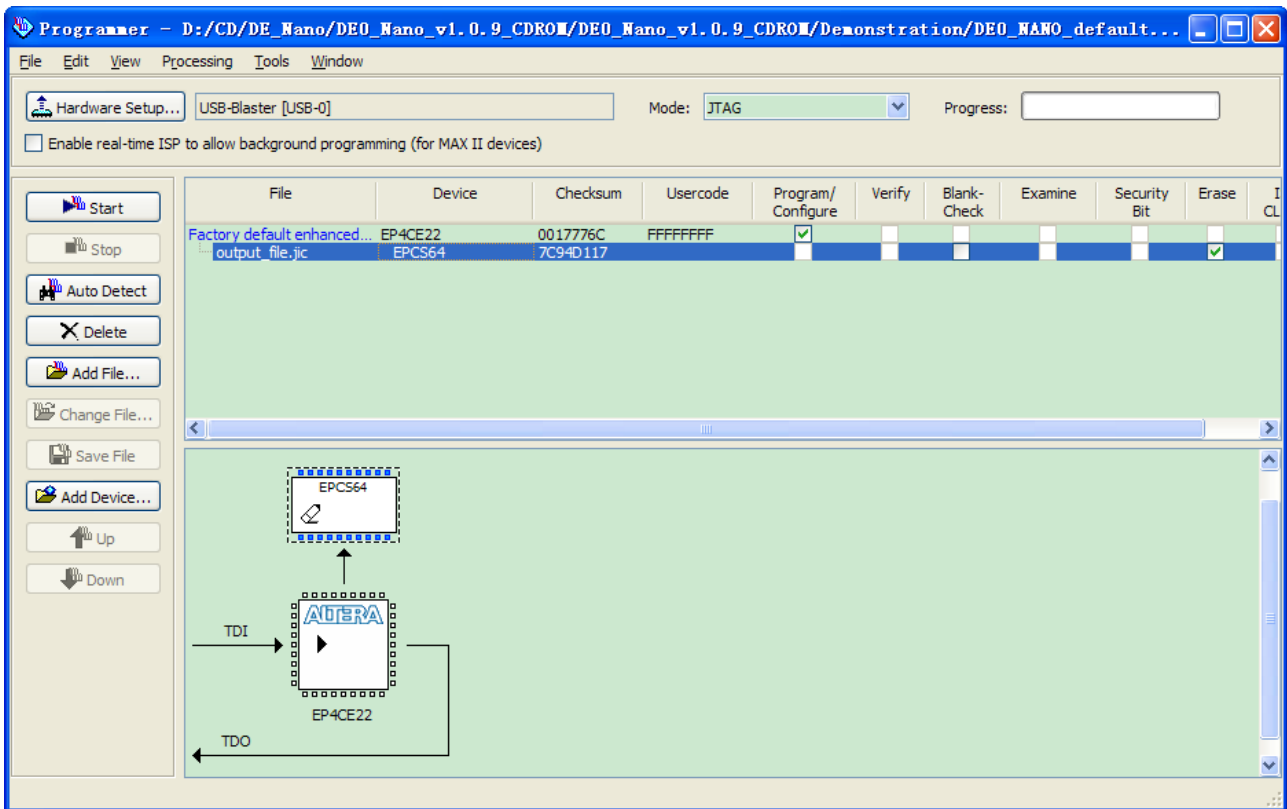 Programmer - D:/CD/DE_Nano/DE0_Nano_v1.0.9_CDROM/DE0_Nano_v1.0.9_CDROM/Demonstration/DE0_NANO_default...
File Edit View Processing Tools Window
Hardware Setup... USB-Blaster [USB-0] Mode: JTAG Progress:
Enable real-time ISP to allow background programming (for MAX II devices)
Start
Stop
Auto Detect
Delete
Add File...
Change File...
Save File
Add Device...
Up
Down
File Device Checksum Usercode Program/ Verify Blank- Examine Security Erase I
Configure Check Bit CL
Factory default enhanced... EP4CE22 0017776C FFFFFFFF
output_file.jic EPCS64 7C94D117
EPCS64
ALTERA
TDI
EP4CE22
TDO